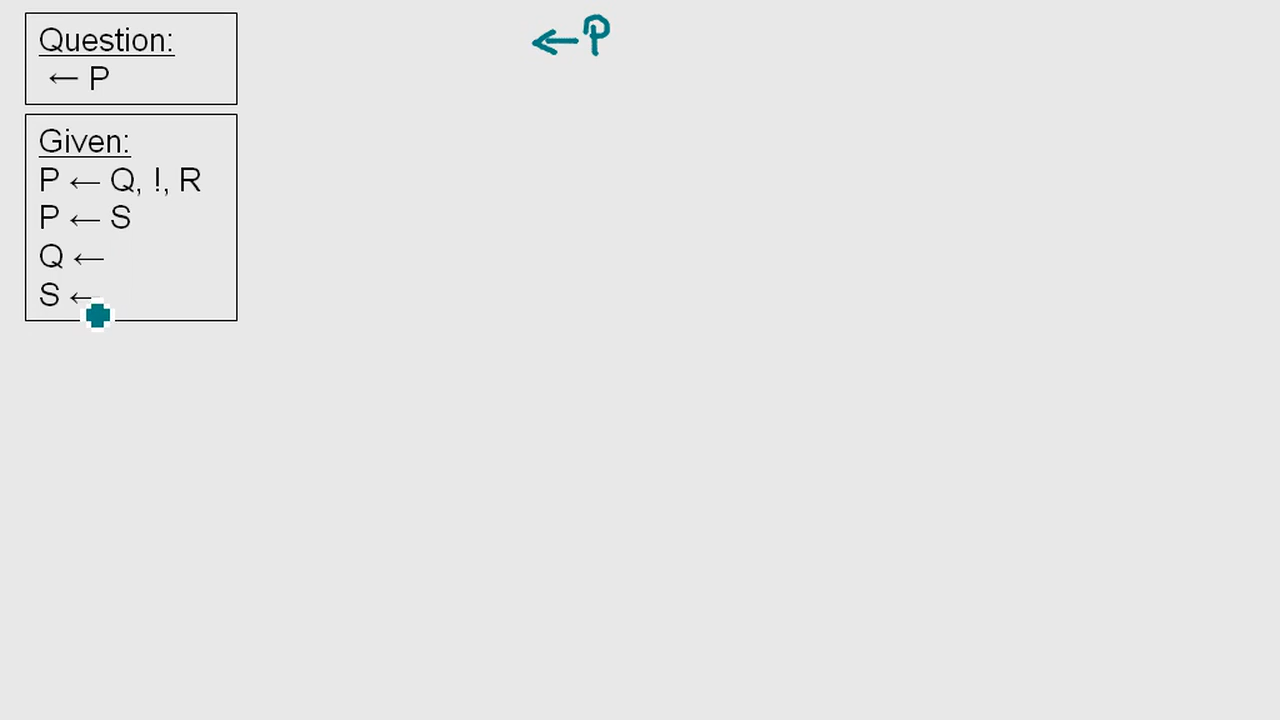 Question:
← P
Given:
P ← Q, !, R
P ← S
Q ←
S ←
← P